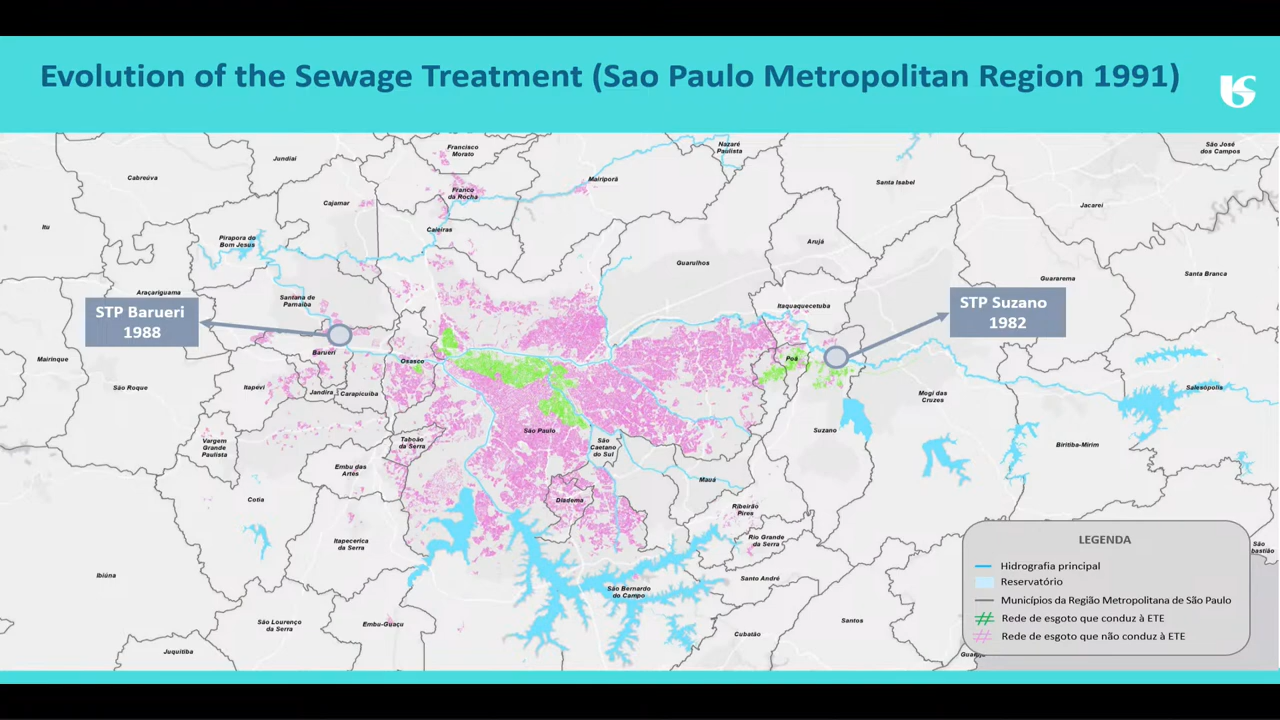 Evolution of the Sewage Treatment (Sao Paulo Metropolitan Region 1991)
Francisco
Morato
Nazaré
Paulista
São José
dos Campos
Jundiaí
Cabreúva
Mairiporã
Santa Isabel
Franco
da Rocha
Cajamar
Jacareí
Itu
Caieiras
Pirapora do
Bom Jesus
Arujá
Guarulhos
Santa Branca
Guararema
Araçariguama
Santana de
Parnaíba
Itaquaquecetuba
STP Barueri
1988
STP Suzano
1982
Barueri
Mairinque
Osasco
Poá
São Roque
Itapevi
Jandira
Carapicuíba
Salesópolis
Mogi das
Cruzes
Suzano
São Paulo
Taboão
da Serra
São
Caetano
do Sul
Vargem
Grande
Paulista
Biritiba-Mirim
Embu das
Artes
Mauá
Cotia
Diadema
Ribeirão
Pires
Itapecerica
da Serra
Rio Grande
da Serra
São
bastião
Ibiúna
Santo André
São Bernardo
do Campo
São Lourenço
da Serra
Embu-Guaçu
Cubatão
Santos
Juquitiba
LEGENDA
Hidrografia principal
Reservatório
Municípios da Região Metropolitana de São Paulo
Rede de esgoto que conduz à ETE
Rede de esgoto que não conduz à ETE